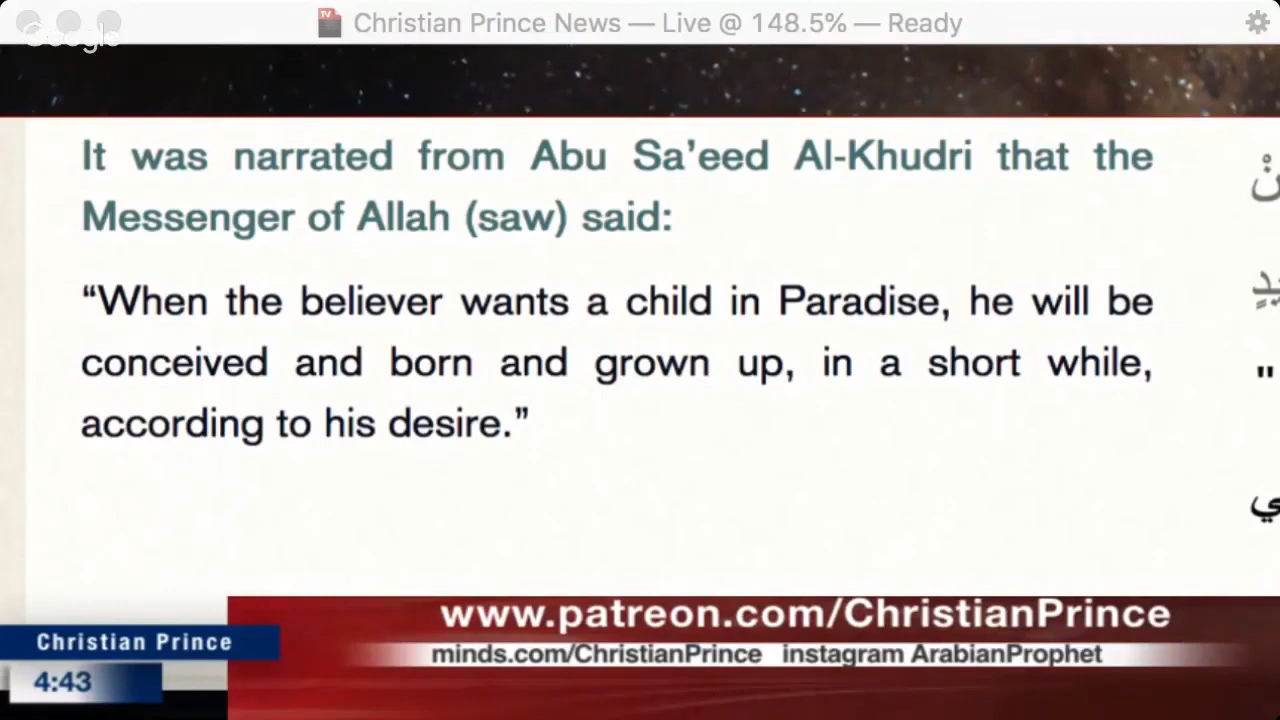 Christian Prince News — Live @ 148.5% — Ready
Google
It was narrated from Abu Sa’eed Al-Khudri that the
Messenger of Allah (saw) said:
“When the believer wants a child in Paradise, he will be
conceived and born and grown up, in a short while,
according to his desire.”
"
www.patreon.com/ChristianPrince
Christian Prince
minds.com/ChristianPrince instagram ArabianProphet
4:43